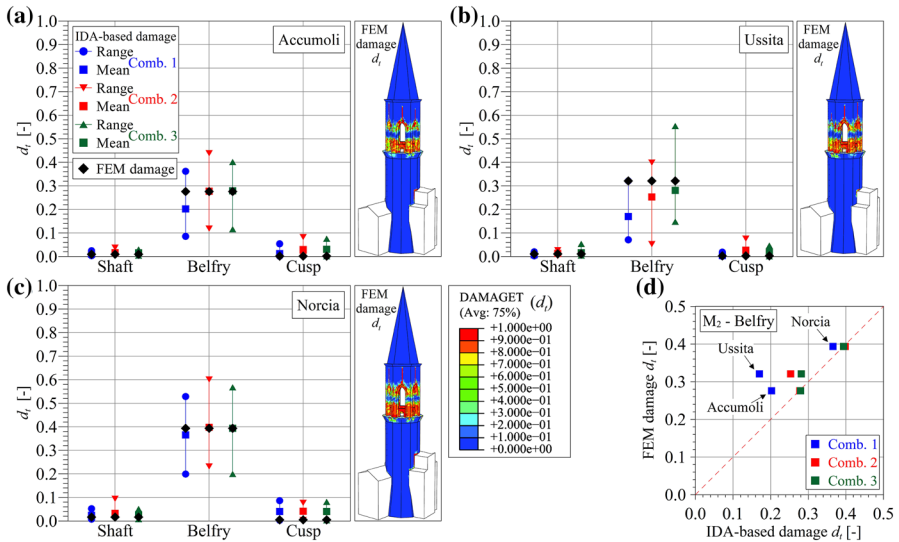 (a)
1.0
0.9
0.8
0.7
0.6
0.5
0.4
0.3
0.2
0.1
0.0
dt [-]
IDA-based damage
Range
Mean
Comb. 1
Range
Mean
Comb. 2
Range
Mean
Comb. 3
FEM damage
Accumoli
Shaft Belfry Cusp
FEM
damage
dt
(b)
1.0
0.9
0.8
0.7
0.6
0.5
0.4
0.3
0.2
0.1
0.0
dt [-]
Ussita
Shaft Belfry Cusp
FEM
damage
dt
(c)
1.0
0.9
0.8
0.7
0.6
0.5
0.4
0.3
0.2
0.1
0.0
dt [-]
Norcia
Shaft Belfry Cusp
FEM
damage
dt
DAMAGET (dt)
(Avg: 75%)
+1.000e+00
+9.000e−01
+8.000e−01
+7.000e−01
+6.000e−01
+5.000e−01
+4.000e−01
+3.000e−01
+2.000e−01
+1.000e−01
+0.000e+00
(d)
0.5
0.4
0.3
0.2
0.1
0.0
FEM damage dt [-]
M2 - Belfry
Norcia
Ussita
Accumoli
Comb. 1
Comb. 2
Comb. 3
0.0 0.1 0.2 0.3 0.4 0.5
IDA-based damage dt [-]